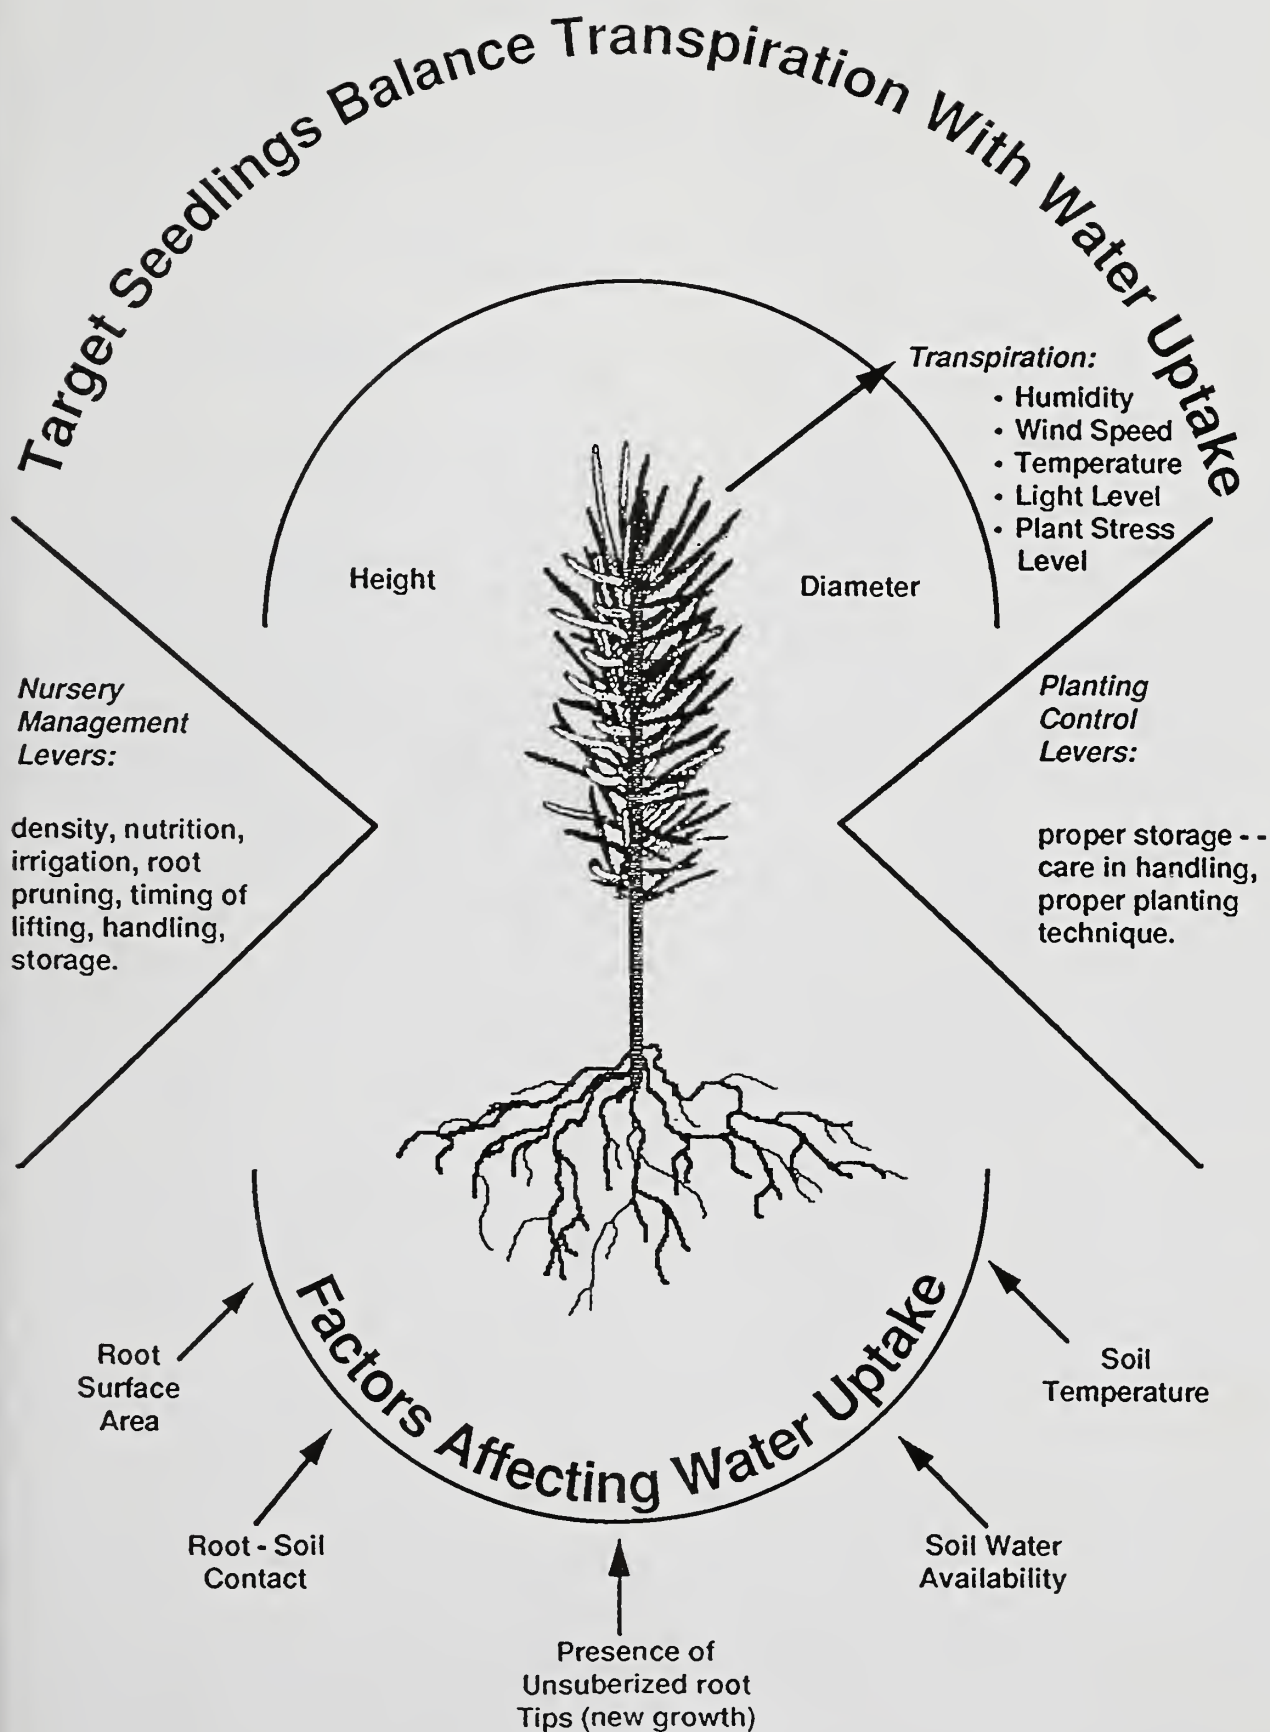 Target Seedlings Balance Transpiration With Water Uptake
Transpiration:
• Humidity
• Wind Speed
• Temperature
• Light Level
• Plant Stress
Level
Height
Diameter
Nursery
Management
Levers:
density, nutrition,
irrigation, root
pruning, timing of
lifting, handling,
storage.
Planting
Control
Levers:
proper storage - -
care in handling,
proper planting
technique.
Factors Affecting Water Uptake
Root
Surface
Area
Root - Soil
Contact
Presence of
Unsuberized root
Tips (new growth)
Soil Water
Availability
Soil
Temperature